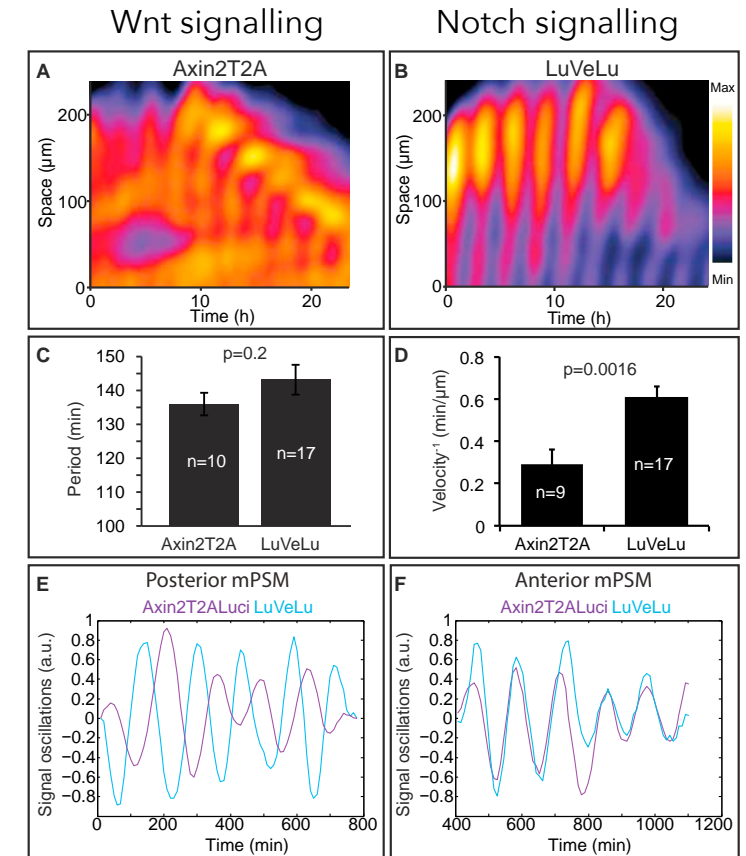 Wnt signalling
Notch signalling
A
Axin2T2A
Space (µm)
200
100
0
0
10
20
Time (h)
B
LuVeLu
Space (µm)
200
100
0
0
10
20
Time (h)
Max
Min
C
p=0.2
Period (min)
150
140
130
120
110
100
n=10
n=17
Axin2T2A
LuVeLu
D
p=0.0016
Velocity⁻¹ (min/µm)
0.8
0.6
0.4
0.2
0
n=9
n=17
Axin2T2A
LuVeLu
E
Posterior mPSM
Axin2T2ALuci LuVeLu
Signal oscillations (a.u.)
1
0.8
0.6
0.4
0.2
0
−0.2
−0.4
−0.6
−0.8
0
200
400
600
800
Time (min)
F
Anterior mPSM
Axin2T2ALuci LuVeLu
Signal oscillations (a.u.)
1
0.8
0.6
0.4
0.2
0
−0.2
−0.4
−0.6
−0.8
400
600
800
1000
1200
Time (min)